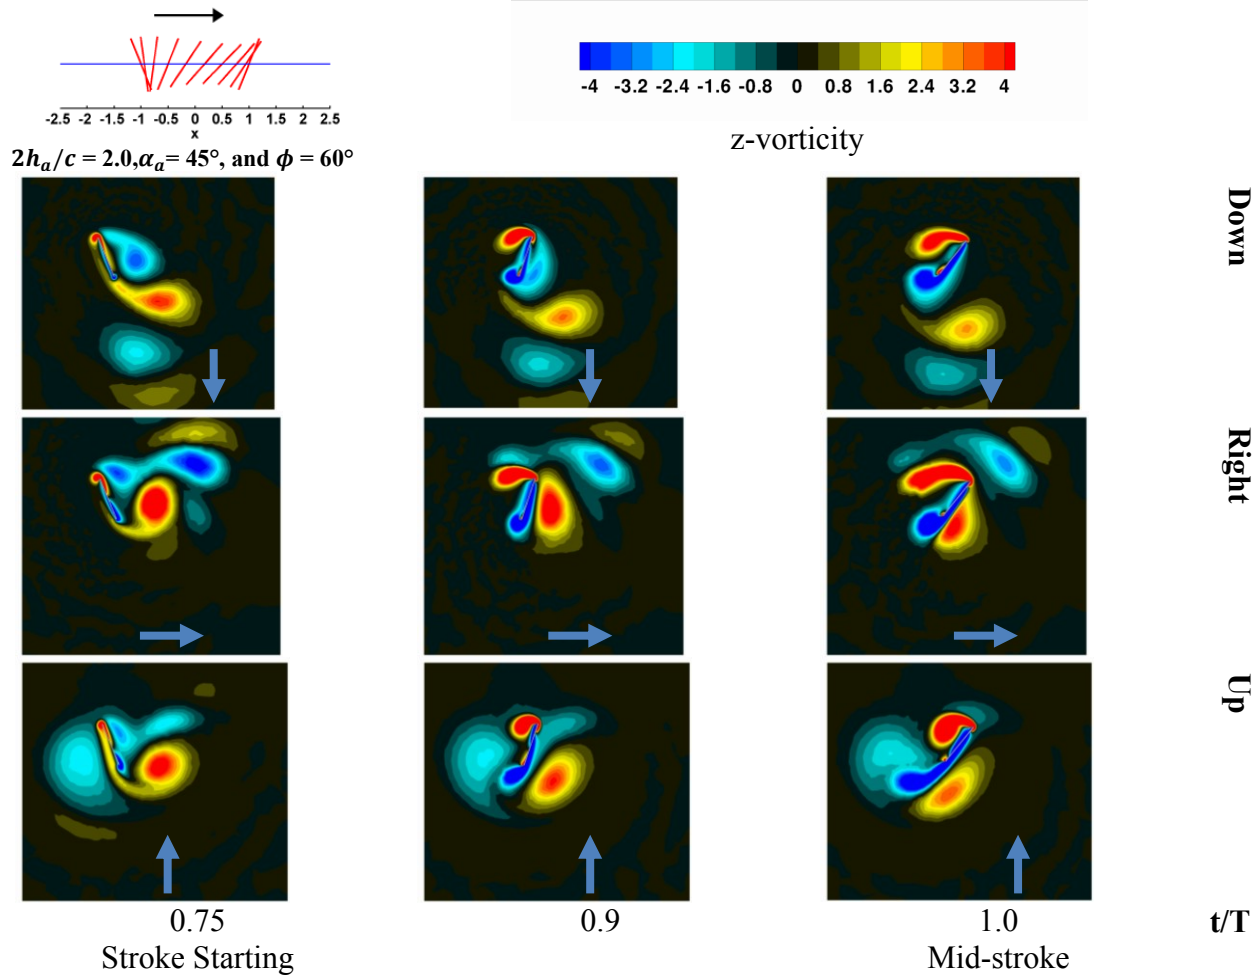 -4 -3.2 -2.4 -1.6 -0.8 0 0.8 1.6 2.4 3.2 4
z-vorticity
-2.5 -2 -1.5 -1 -0.5 0 0.5 1 1.5 2 2.5
x
2hₐ/c = 2.0,αₐ= 45°, and ϕ = 60°
Down
Right
Up
0.75 0.9 1.0 t/T
Stroke Starting Mid-stroke